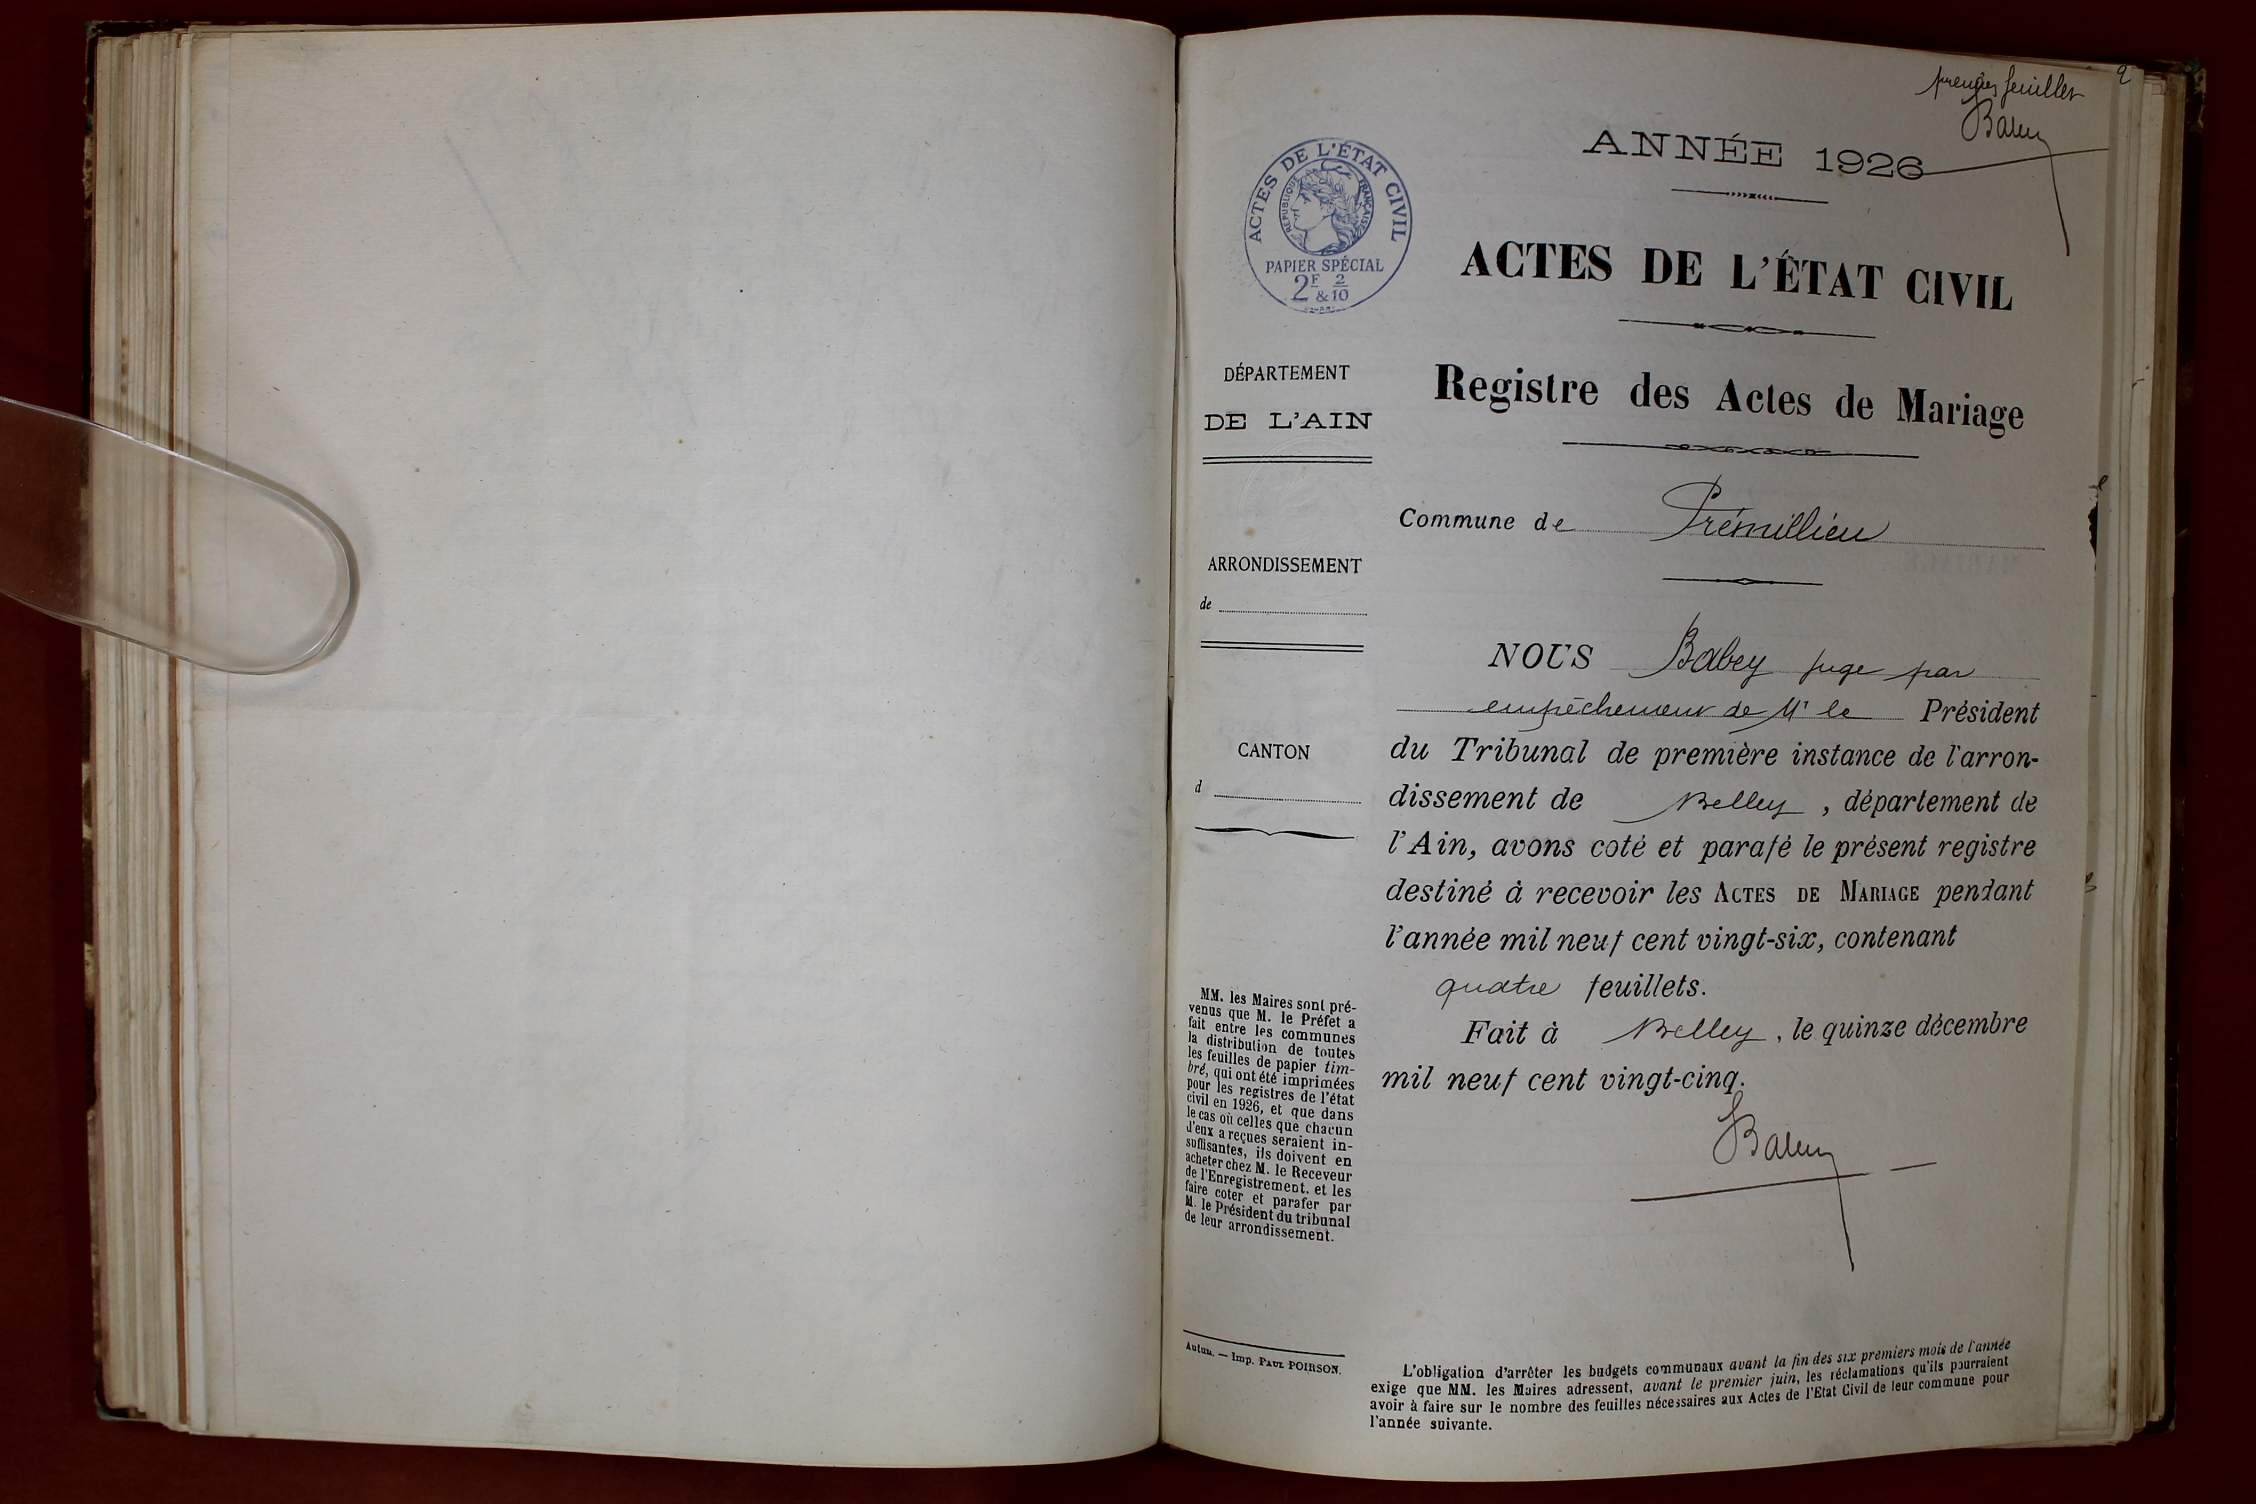 premier feuillet
Babey
2
ANNÉE 1926
ACTES DE L'ÉTAT CIVIL
RÉPUBLIQUE FRANÇAISE
PAPIER SPÉCIAL
2F & 2/10
ACTES DE L'ÉTAT CIVIL
Registre des Actes de Mariage
DÉPARTEMENT
DE L'AIN
ARRONDISSEMENT
de
CANTON
d
MM. les Maires sont pré-
venus que M. le Préfet a
fait entre les communes
la distribution de toutes
les feuilles de papier tim-
bré, qui ont été imprimées
pour les registres de l'état
civil en 1926, et que dans
le cas où celles que chacun
d'eux a reçues seraient in-
suffisantes, ils doivent en
acheter chez M. le Receveur
de l'Enregistrement, et les
faire coter et parafer par
M. le Président du tribunal
de leur arrondissement.
Autun. — Imp. PAUL POIRSON.
Commune de Prémillieu
NOUS Babey juge par
empêchement de Mr le Président
du Tribunal de première instance de l'arron-
dissement de Belley, département de
l'Ain, avons coté et parafé le présent registre
destiné à recevoir les ACTES DE MARIAGE pendant
l'année mil neuf cent vingt-six, contenant
quatre feuillets.
Fait à Belley, le quinze décembre
mil neuf cent vingt-cinq.
Babey
L'obligation d'arrêter les budgets communaux avant la fin des six premiers mois de l'année
exige que MM. les Maires adressent, avant le premier juin, les réclamations qu'ils pourraient
avoir à faire sur le nombre des feuilles nécessaires aux Actes de l'Etat Civil de leur commune pour
l'année suivante.